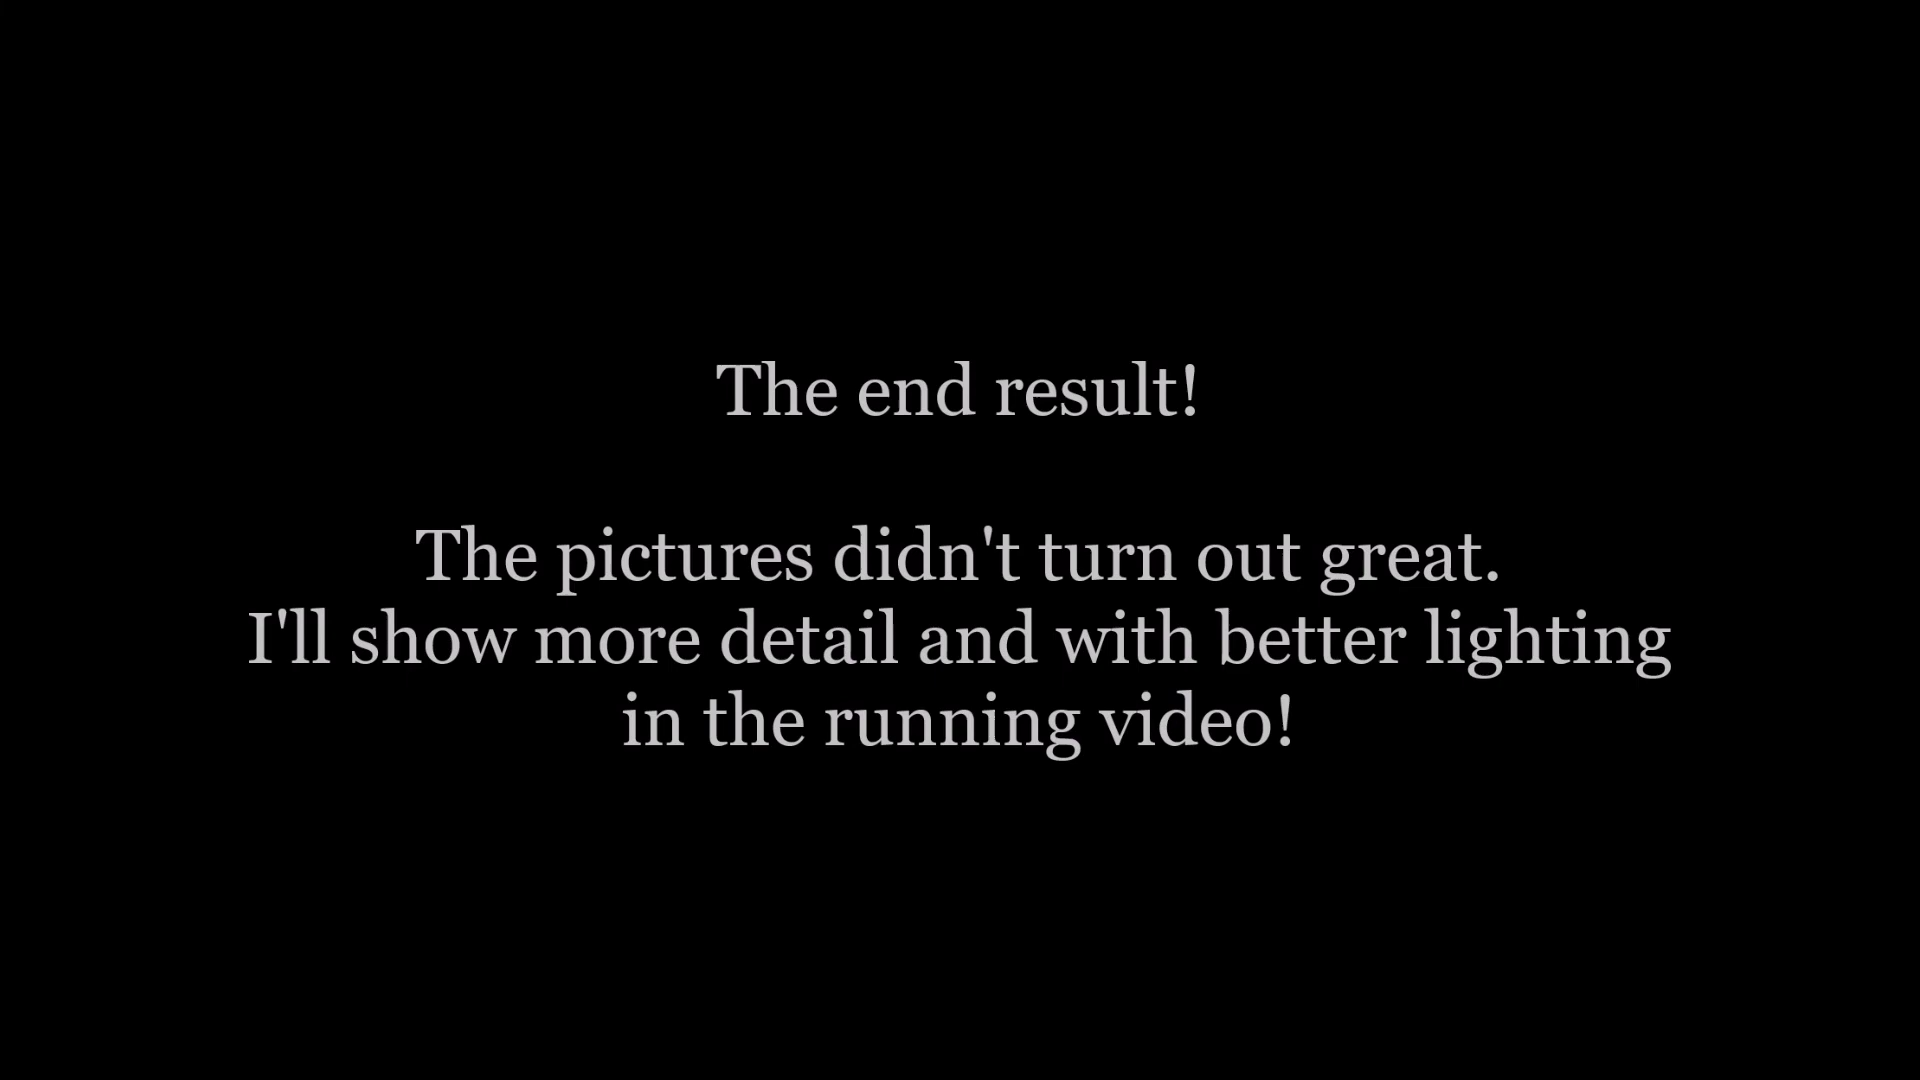 The end result!
The pictures didn't turn out great.
I'll show more detail and with better lighting
in the running video!